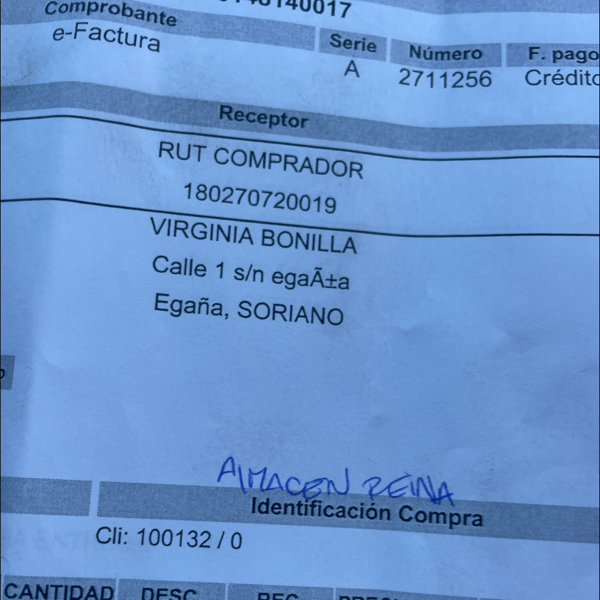 Comprobante
e-Factura
Serie Número F. pago
A 2711256 Crédito
Receptor
RUT COMPRADOR
180270720019
VIRGINIA BONILLA
Calle 1 s/n egaÃ±a
Egaña, SORIANO
ALMACEN REINA
Identificación Compra
Cli: 100132 / 0
CANTIDAD DESC